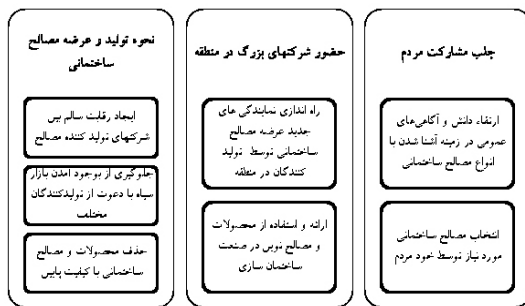 جلب مشارکت مردم
ارتقاء دانش و آگاهی‌های
عمومی در زمینه آشنا شدن با
انواع مصالح ساختمانی
انتخاب مصالح ساختمانی
مورد نیاز توسط خود مردم
حضور شرکتهای بزرگ در منطقه
راه اندازی نمایندگی های
جدید عرضه مصالح
ساختمانی توسط تولید
کنندگان در منطقه
ارائه و استفاده از محصولات
و مصالح نوین در صنعت
ساختمان سازی
نحوه تولید و عرضه مصالح
ساختمانی
ایجاد رقابت سالم بین
شرکتهای تولید کننده مصالح
جلوگیری از بوجود آمدن بازار
سیاه با دعوت از تولیدکنندگان
مختلف
حذف محصولات و مصالح
ساختمانی با کیفیت پایین